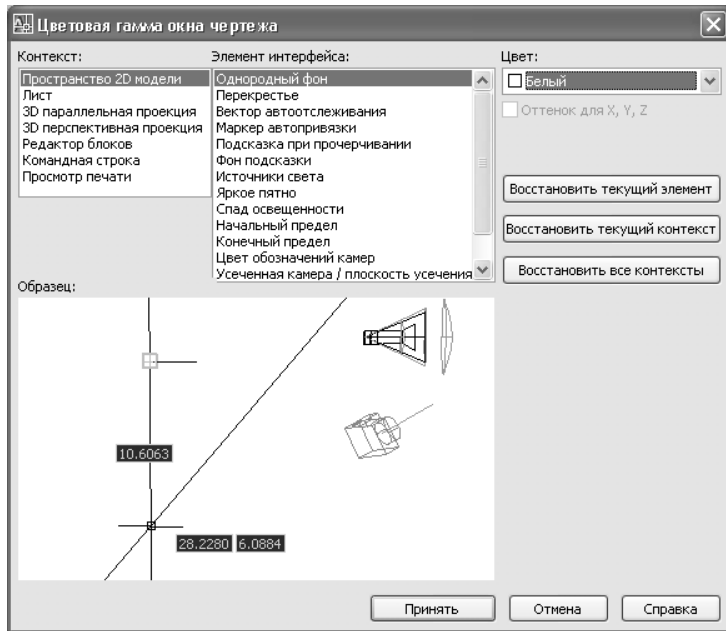 Цветовая гамма окна чертежа
Контекст:
Пространство 2D модели
Лист
3D параллельная проекция
3D перспективная проекция
Редактор блоков
Командная строка
Просмотр печати
Элемент интерфейса:
Однородный фон
Перекрестье
Вектор автоотслеживания
Маркер автопривязки
Подсказка при прочерчивании
Фон подсказки
Источники света
Яркое пятно
Спад освещенности
Начальный предел
Конечный предел
Цвет обозначений камер
Усеченная камера / плоскость усечения
Цвет:
Белый
Оттенок для X, Y, Z
Восстановить текущий элемент
Восстановить текущий контекст
Восстановить все контексты
Образец:
10.6063
28.2280 6.0884
Принять Отмена Справка